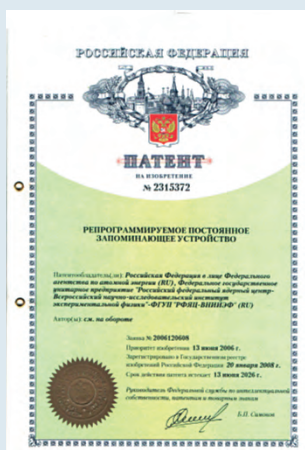 РОССИЙСКАЯ ФЕДЕРАЦИЯ
ПАТЕНТ
НА ИЗОБРЕТЕНИЕ
№ 2315372
РЕПРОГРАММИРУЕМОЕ ПОСТОЯННОЕ
ЗАПОМИНАЮЩЕЕ УСТРОЙСТВО
Патентообладатель(ли): Российская Федерация в лице Федерального
агентства по атомной энергии (RU), Федеральное государственное
унитарное предприятие "Российский федеральный ядерный центр-
Всероссийский научно-исследовательский институт
экспериментальной физики"-ФГУП "РФЯЦ-ВНИИЭФ" (RU)
Автор(ы): см. на обороте
Заявка № 2006120608
Приоритет изобретения 13 июня 2006 г.
Зарегистрировано в Государственном реестре
изобретений Российской Федерации 20 января 2008 г.
Срок действия патента истекает 13 июня 2026 г.
Руководитель Федеральной службы по интеллектуальной
собственности, патентам и товарным знакам
Б.П. Симонов